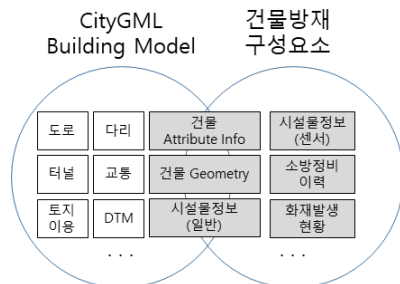 CityGML
Building Model
건물방재
구성요소
도로
다리
건물
Attribute Info
시설물정보
(센서)
터널
교통
건물 Geometry
소방정비
이력
토지
이용
DTM
시설물정보
(일반)
화재발생
현황
. . .
. . .